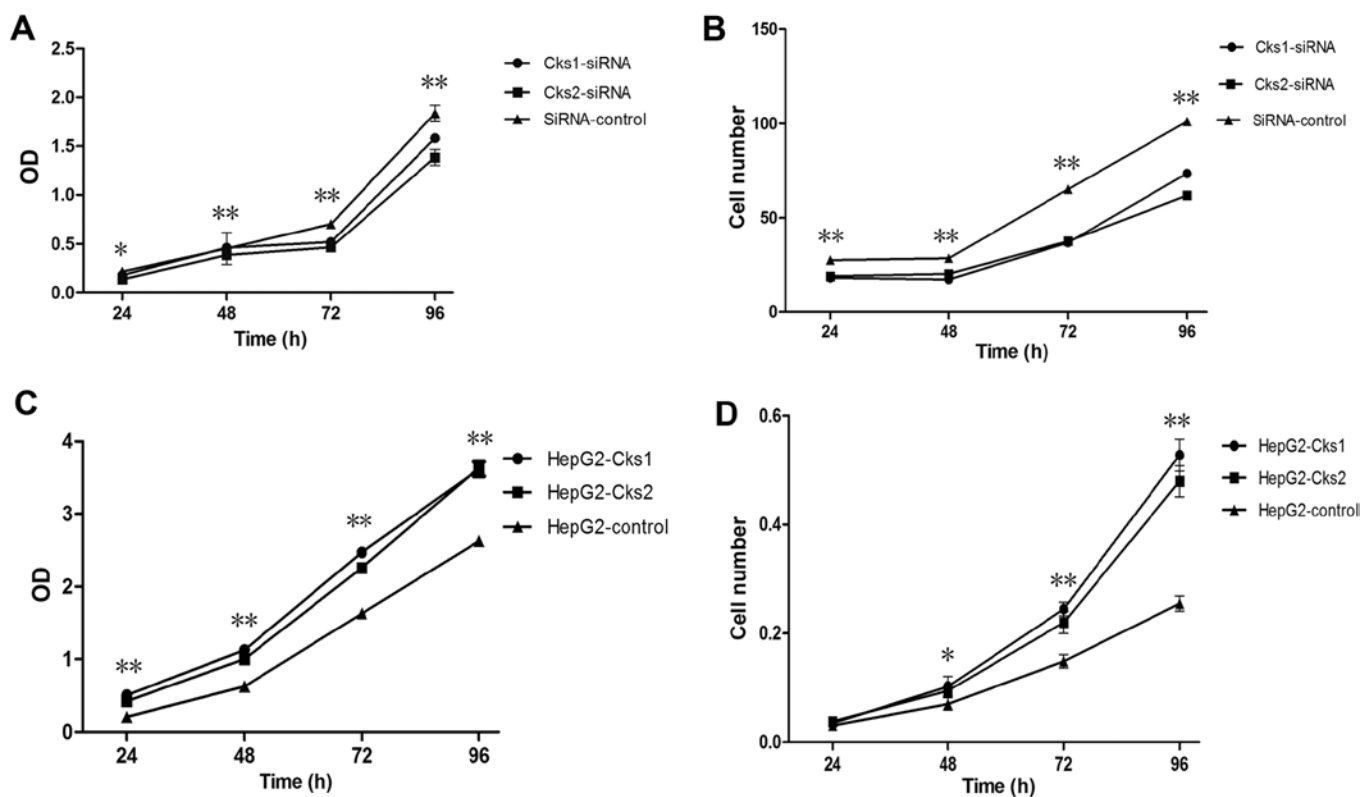 A
2.5
2.0
1.5
1.0
0.5
0.0
OD
24 48 72 96
Time (h)
* ** ** **
Cks1-siRNA
Cks2-siRNA
SiRNA-control
B
150
100
50
0
Cell number
24 48 72 96
Time (h)
** ** ** **
Cks1-siRNA
Cks2-siRNA
SiRNA-control
C
4
3
2
1
0
OD
24 48 72 96
Time (h)
** ** ** **
HepG2-Cks1
HepG2-Cks2
HepG2-control
D
0.6
0.4
0.2
0.0
Cell number
24 48 72 96
Time (h)
* ** **
HepG2-Cks1
HepG2-Cks2
HepG2-control